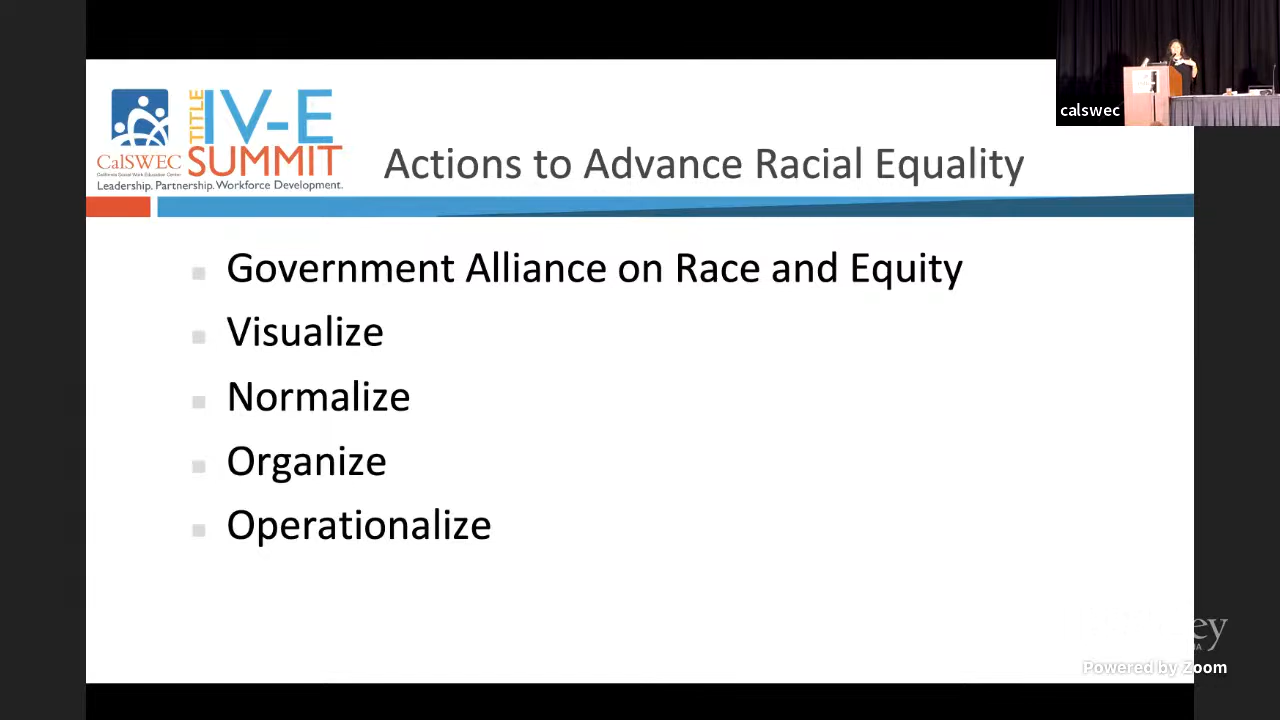 calswec
TITLE
IV-E
CalSWEC
SUMMIT
California Social Work Education Center
Leadership. Partnership. Workforce Development.
Actions to Advance Racial Equality
Government Alliance on Race and Equity
Visualize
Normalize
Organize
Operationalize
Powered by Zoom